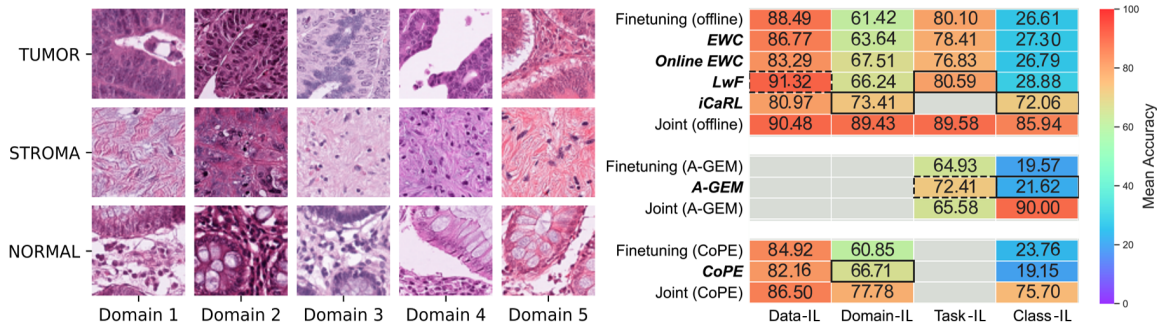 TUMOR
STROMA
NORMAL
Domain 1 Domain 2 Domain 3 Domain 4 Domain 5
Finetuning (offline) 88.49 61.42 80.10 26.61
EWC 86.77 63.64 78.41 27.30
Online EWC 83.29 67.51 76.83 26.79
LwF 91.32 66.24 80.59 28.88
iCaRL 80.97 73.41 72.06
Joint (offline) 90.48 89.43 89.58 85.94
Finetuning (A-GEM) 64.93 19.57
A-GEM 72.41 21.62
Joint (A-GEM) 65.58 90.00
Finetuning (CoPE) 84.92 60.85 23.76
CoPE 82.16 66.71 19.15
Joint (CoPE) 86.50 77.78 75.70
Data-IL Domain-IL Task-IL Class-IL
100
80
60
40
20
0
Mean Accuracy